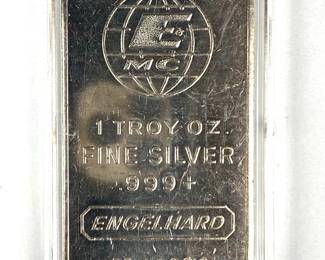 E
MC
1 TROY OZ.
FINE SILVER
.999+
ENGELHARD